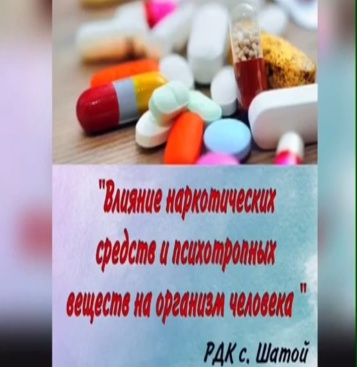 "Влияние наркотических
средств и психотропных
веществ на организм человека "
РДК с. Шатой